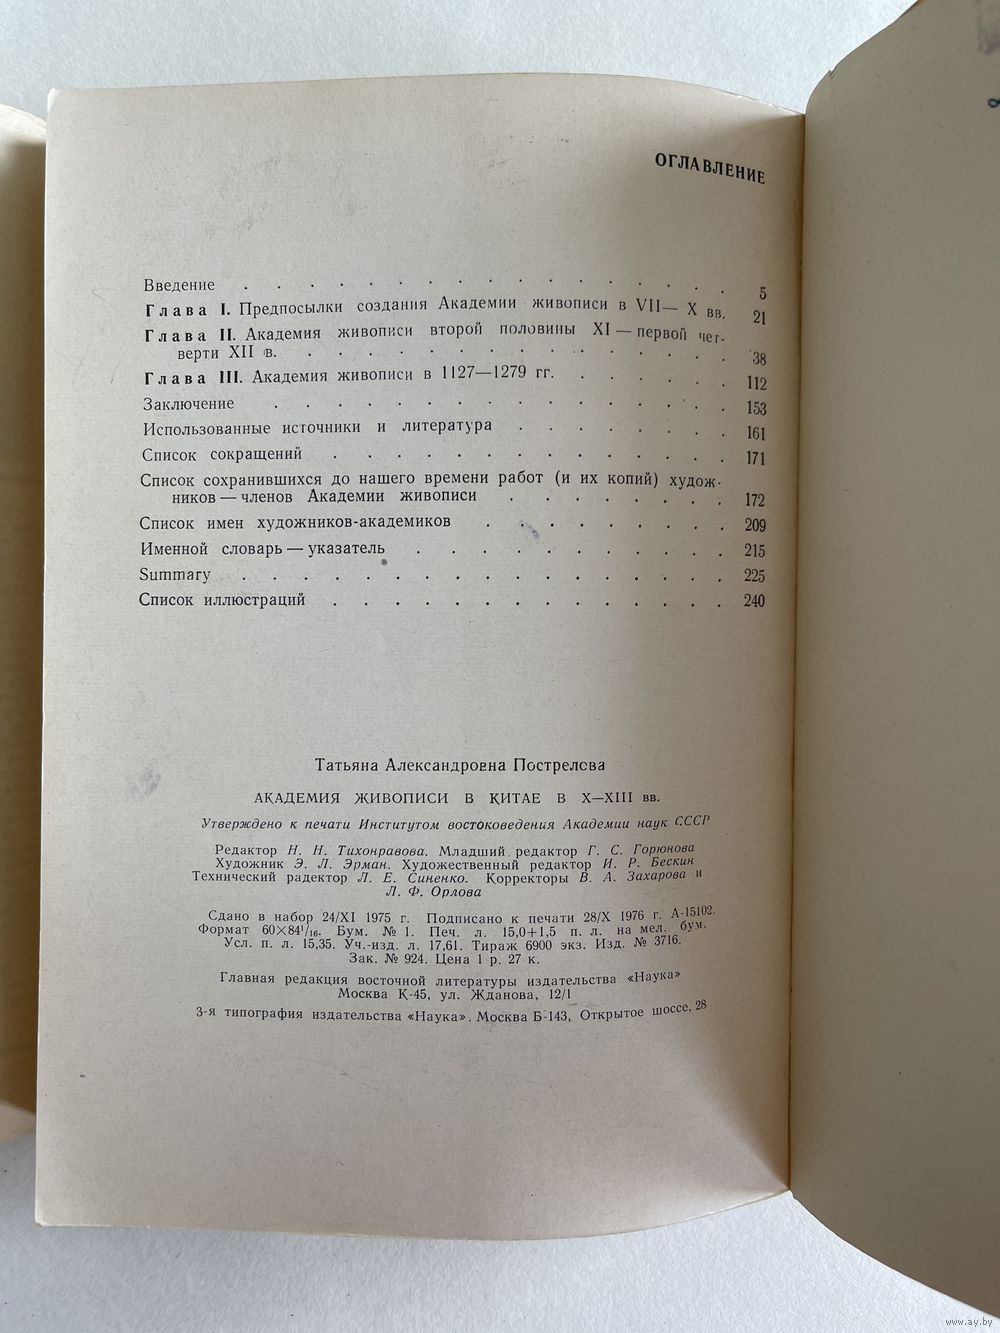 ОГЛАВЛЕНИЕ
Введение . . . . . . . . . . . . . . . . 5
Глава I. Предпосылки создания Академии живописи в VII— X вв. 21
Глава II. Академия живописи второй половины XI — первой чет-
верти XII в. . . . . . . . . . . . . . . 38
Глава III. Академия живописи в 1127—1279 гг. . . . . . 112
Заключение . . . . . . . . . . . . . . . 153
Использованные источники и литература . . . . . . . 161
Список сокращений . . . . . . . . . . . . . 171
Список сохранившихся до нашего времени работ (и их копий) худож-
ников — членов Академии живописи . . . . . . . 172
Список имен художников-академиков . . . . . . . . 209
Именной словарь — указатель . . . . . . . . . . 215
Summary . . . . . . . . . . . . . . . . 225
Список иллюстраций . . . . . . . . . . . . . 240
Татьяна Александровна Пострелова
АКАДЕМИЯ ЖИВОПИСИ В КИТАЕ В X—XIII вв.
Утверждено к печати Институтом востоковедения Академии наук СССР
Редактор Н. Н. Тихонравова. Младший редактор Г. С. Горюнова
Художник Э. Л. Эрман. Художественный редактор И. Р. Бескин
Технический радектор Л. Е. Синенко. Корректоры В. А. Захарова и
Л. Ф. Орлова
Сдано в набор 24/XI 1975 г. Подписано к печати 28/X 1976 г. А-15102.
Формат 60×84¹/₁₆. Бум. № 1. Печ. л. 15,0+1,5 п. л. на мел. бум.
Усл. п. л. 15,35. Уч.-изд. л. 17,61. Тираж 6900 экз. Изд. № 3716.
Зак. № 924. Цена 1 р. 27 к.
Главная редакция восточной литературы издательства «Наука»
Москва К-45, ул. Жданова, 12/1
3-я типография издательства «Наука». Москва Б-143, Открытое шоссе, 28
www.ay.by